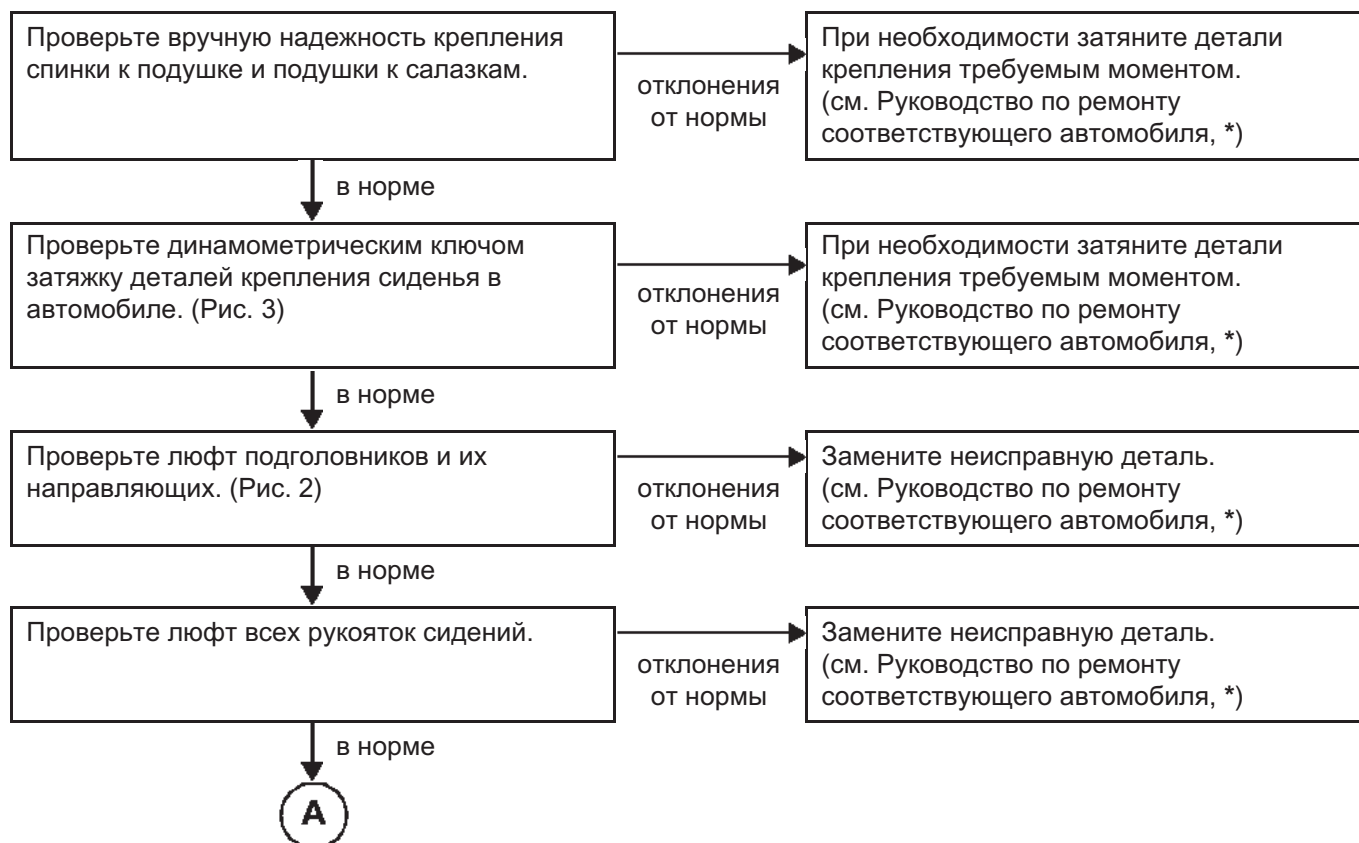 Проверьте вручную надежность крепления
спинки к подушке и подушки к салазкам.
отклонения
от нормы
При необходимости затяните детали
крепления требуемым моментом.
(см. Руководство по ремонту
соответствующего автомобиля, *)
в норме
Проверьте динамометрическим ключом
затяжку деталей крепления сиденья в
автомобиле. (Рис. 3)
отклонения
от нормы
При необходимости затяните детали
крепления требуемым моментом.
(см. Руководство по ремонту
соответствующего автомобиля, *)
в норме
Проверьте люфт подголовников и их
направляющих. (Рис. 2)
отклонения
от нормы
Замените неисправную деталь.
(см. Руководство по ремонту
соответствующего автомобиля, *)
в норме
Проверьте люфт всех рукояток сидений.
отклонения
от нормы
Замените неисправную деталь.
(см. Руководство по ремонту
соответствующего автомобиля, *)
в норме
А